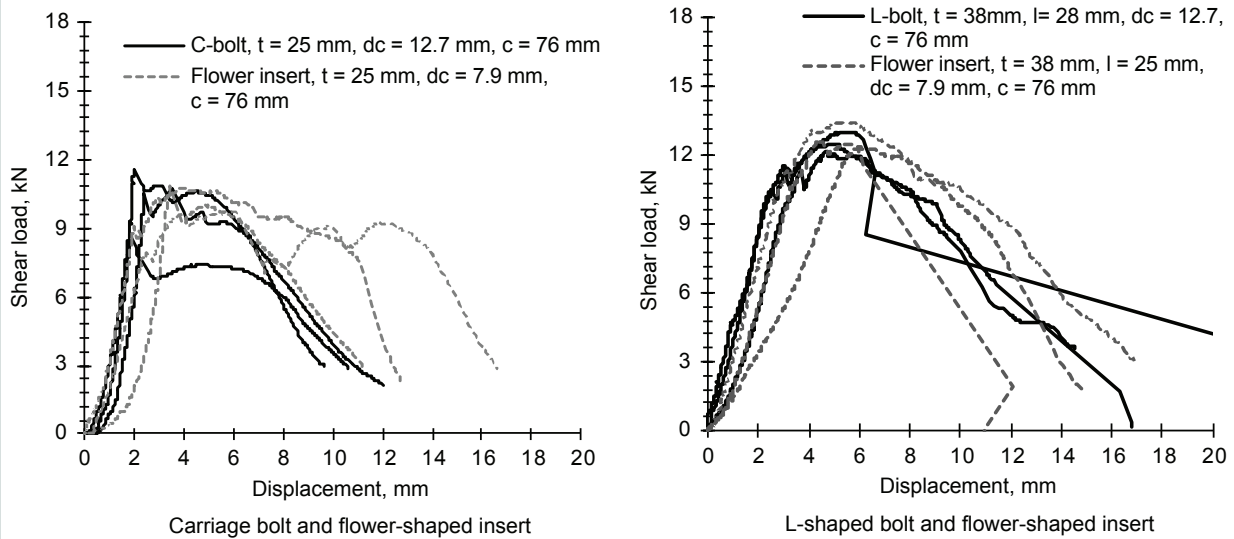 18
15
12
9
6
3
0
Shear load, kN
C-bolt, t = 25 mm, dc = 12.7 mm, c = 76 mm
Flower insert, t = 25 mm, dc = 7.9 mm,
c = 76 mm
0 2 4 6 8 10 12 14 16 18 20
Displacement, mm
Carriage bolt and flower-shaped insert
18
15
12
9
6
3
0
Shear load, kN
L-bolt, t = 38mm, l= 28 mm, dc = 12.7,
c = 76 mm
Flower insert, t = 38 mm, l = 25 mm,
dc = 7.9 mm, c = 76 mm
0 2 4 6 8 10 12 14 16 18 20
Displacement, mm
L-shaped bolt and flower-shaped insert